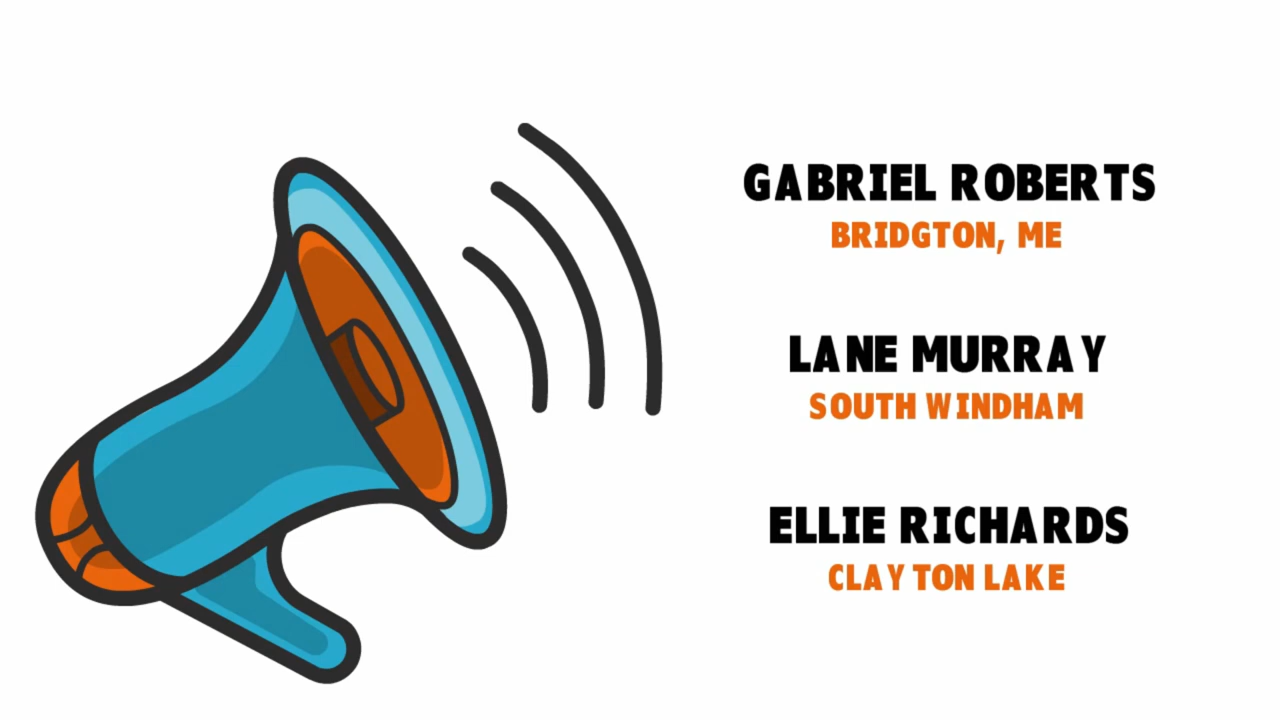 GABRIEL ROBERTS
BRIDGTON, ME
LANE MURRAY
SOUTH WINDHAM
ELLIE RICHARDS
CLAYTON LAKE